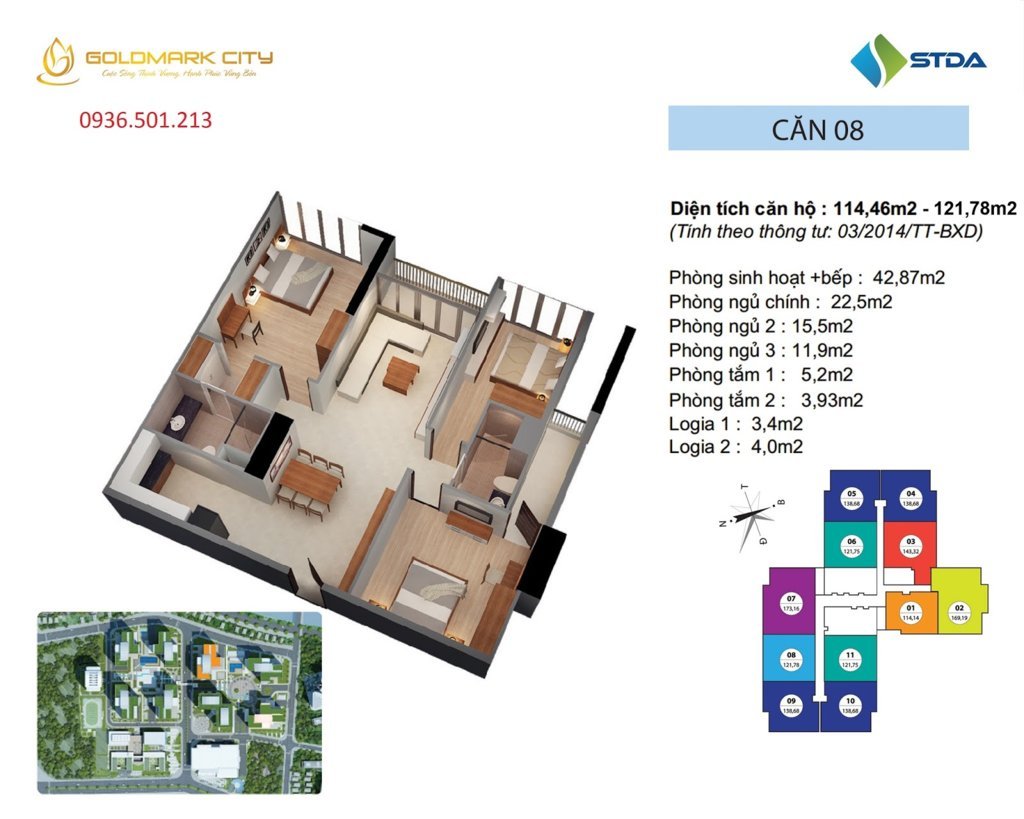 GOLDMARK CITY
Cuộc Sống Thịnh Vượng, Hạnh Phúc Vững Bền
0936.501.213
STDA
CĂN 08
Diện tích căn hộ : 114,46m2 - 121,78m2
(Tính theo thông tư: 03/2014/TT-BXD)
Phòng sinh hoạt +bếp : 42,87m2
Phòng ngủ chính : 22,5m2
Phòng ngủ 2 : 15,5m2
Phòng ngủ 3 : 11,9m2
Phòng tắm 1 : 5,2m2
Phòng tắm 2 : 3,93m2
Logia 1 : 3,4m2
Logia 2 : 4,0m2
T
B
N
G
05
138,68
04
138,68
06
121,75
03
143,32
07
173,16
01
114,14
02
169,19
08
121,78
11
121,75
09
138,68
10
138,68